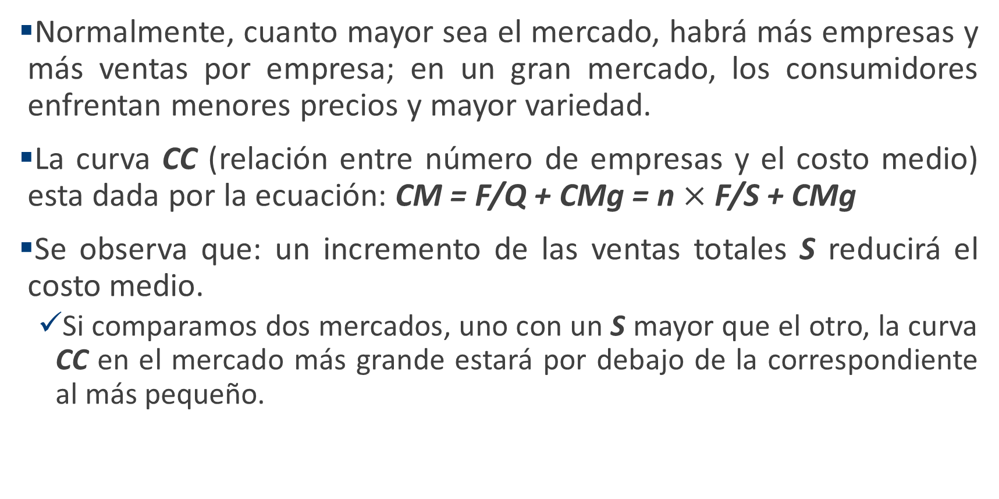 ▪Normalmente, cuanto mayor sea el mercado, habrá más empresas y
más ventas por empresa; en un gran mercado, los consumidores
enfrentan menores precios y mayor variedad.
▪La curva CC (relación entre número de empresas y el costo medio)
esta dada por la ecuación: CM = F/Q + CMg = n × F/S + CMg
▪Se observa que: un incremento de las ventas totales S reducirá el
costo medio.
✓Si comparamos dos mercados, uno con un S mayor que el otro, la curva
CC en el mercado más grande estará por debajo de la correspondiente
al más pequeño.